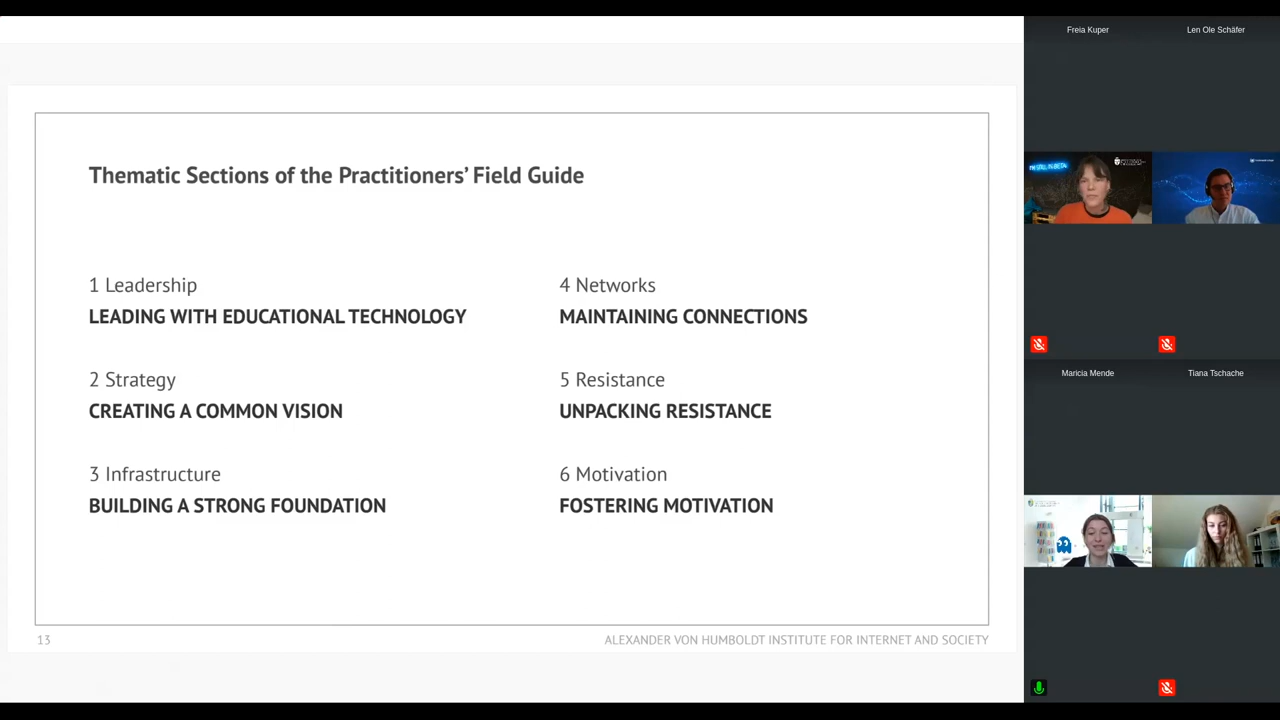 Thematic Sections of the Practitioners’ Field Guide
1 Leadership
LEADING WITH EDUCATIONAL TECHNOLOGY
2 Strategy
CREATING A COMMON VISION
3 Infrastructure
BUILDING A STRONG FOUNDATION
4 Networks
MAINTAINING CONNECTIONS
5 Resistance
UNPACKING RESISTANCE
6 Motivation
FOSTERING MOTIVATION
13
ALEXANDER VON HUMBOLDT INSTITUTE FOR INTERNET AND SOCIETY
Freia Kuper
Len Ole Schäfer
Maricia Mende
Tiana Tschache